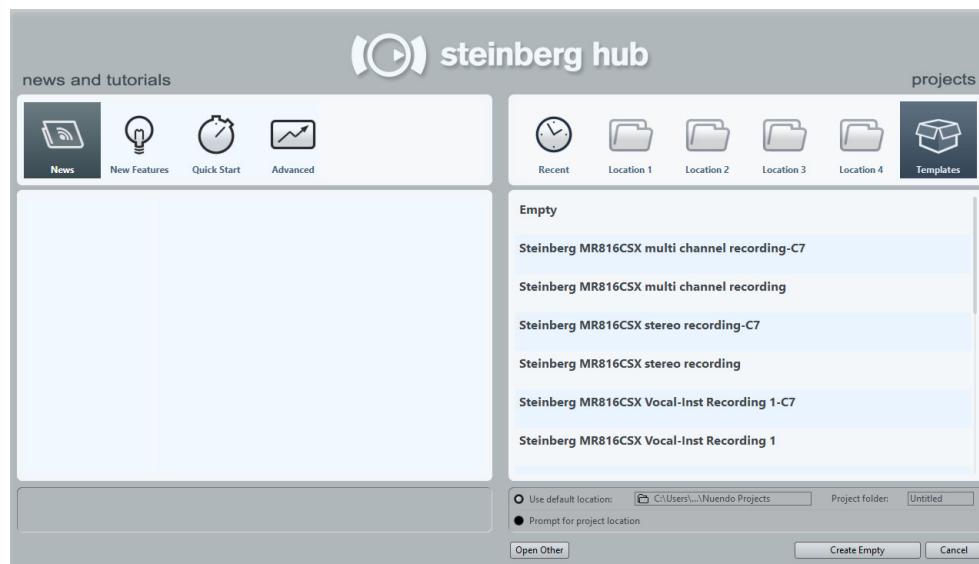 steinberg hub
news and tutorials
projects
News
New Features
Quick Start
Advanced
Recent
Location 1
Location 2
Location 3
Location 4
Templates
Empty
Steinberg MR816CSX multi channel recording-C7
Steinberg MR816CSX multi channel recording
Steinberg MR816CSX stereo recording-C7
Steinberg MR816CSX stereo recording
Steinberg MR816CSX Vocal-Inst Recording 1-C7
Steinberg MR816CSX Vocal-Inst Recording 1
Use default location: C:\Users\...\Nuendo Projects Project folder: Untitled
Prompt for project location
Open Other Create Empty Cancel